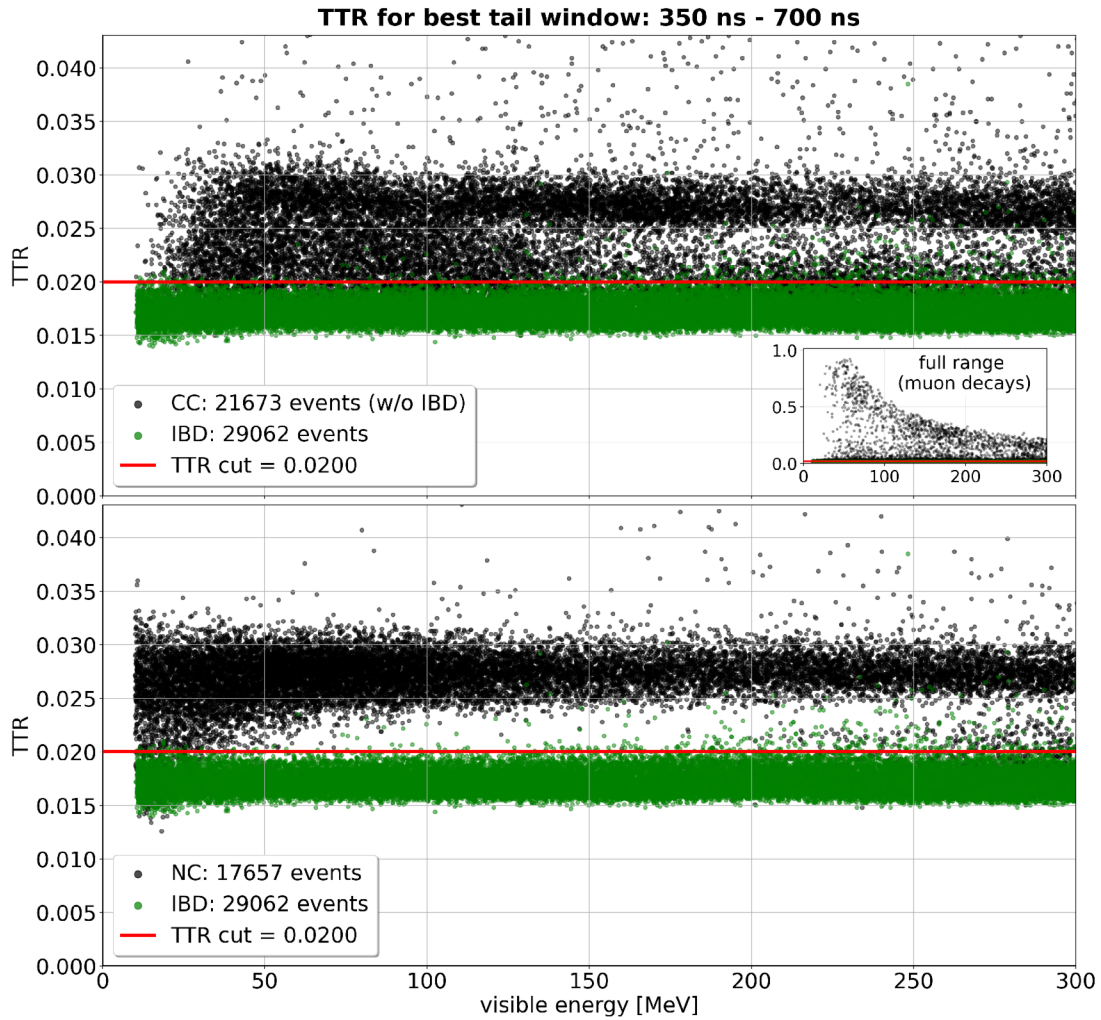 TTR for best tail window: 350 ns - 700 ns
0.040
0.035
0.030
0.025
0.020
0.015
0.010
0.005
0.000
TTR
CC: 21673 events (w/o IBD)
IBD: 29062 events
TTR cut = 0.0200
full range
(muon decays)
1.0
0.5
0.0
0 100 200 300
0.040
0.035
0.030
0.025
0.020
0.015
0.010
0.005
0.000
TTR
NC: 17657 events
IBD: 29062 events
TTR cut = 0.0200
0 50 100 150 200 250 300
visible energy [MeV]